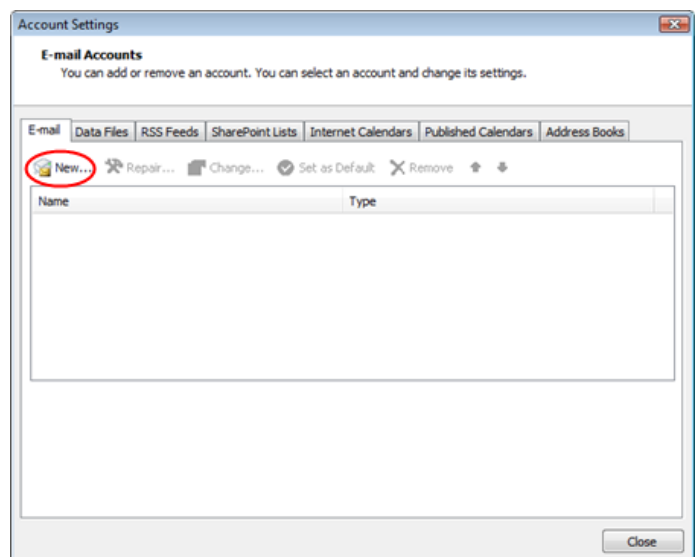 Account Settings
E-mail Accounts
You can add or remove an account. You can select an account and change its settings.
E-mail Data Files RSS Feeds SharePoint Lists Internet Calendars Published Calendars Address Books
New... Repair... Change... Set as Default Remove
Name Type
Close